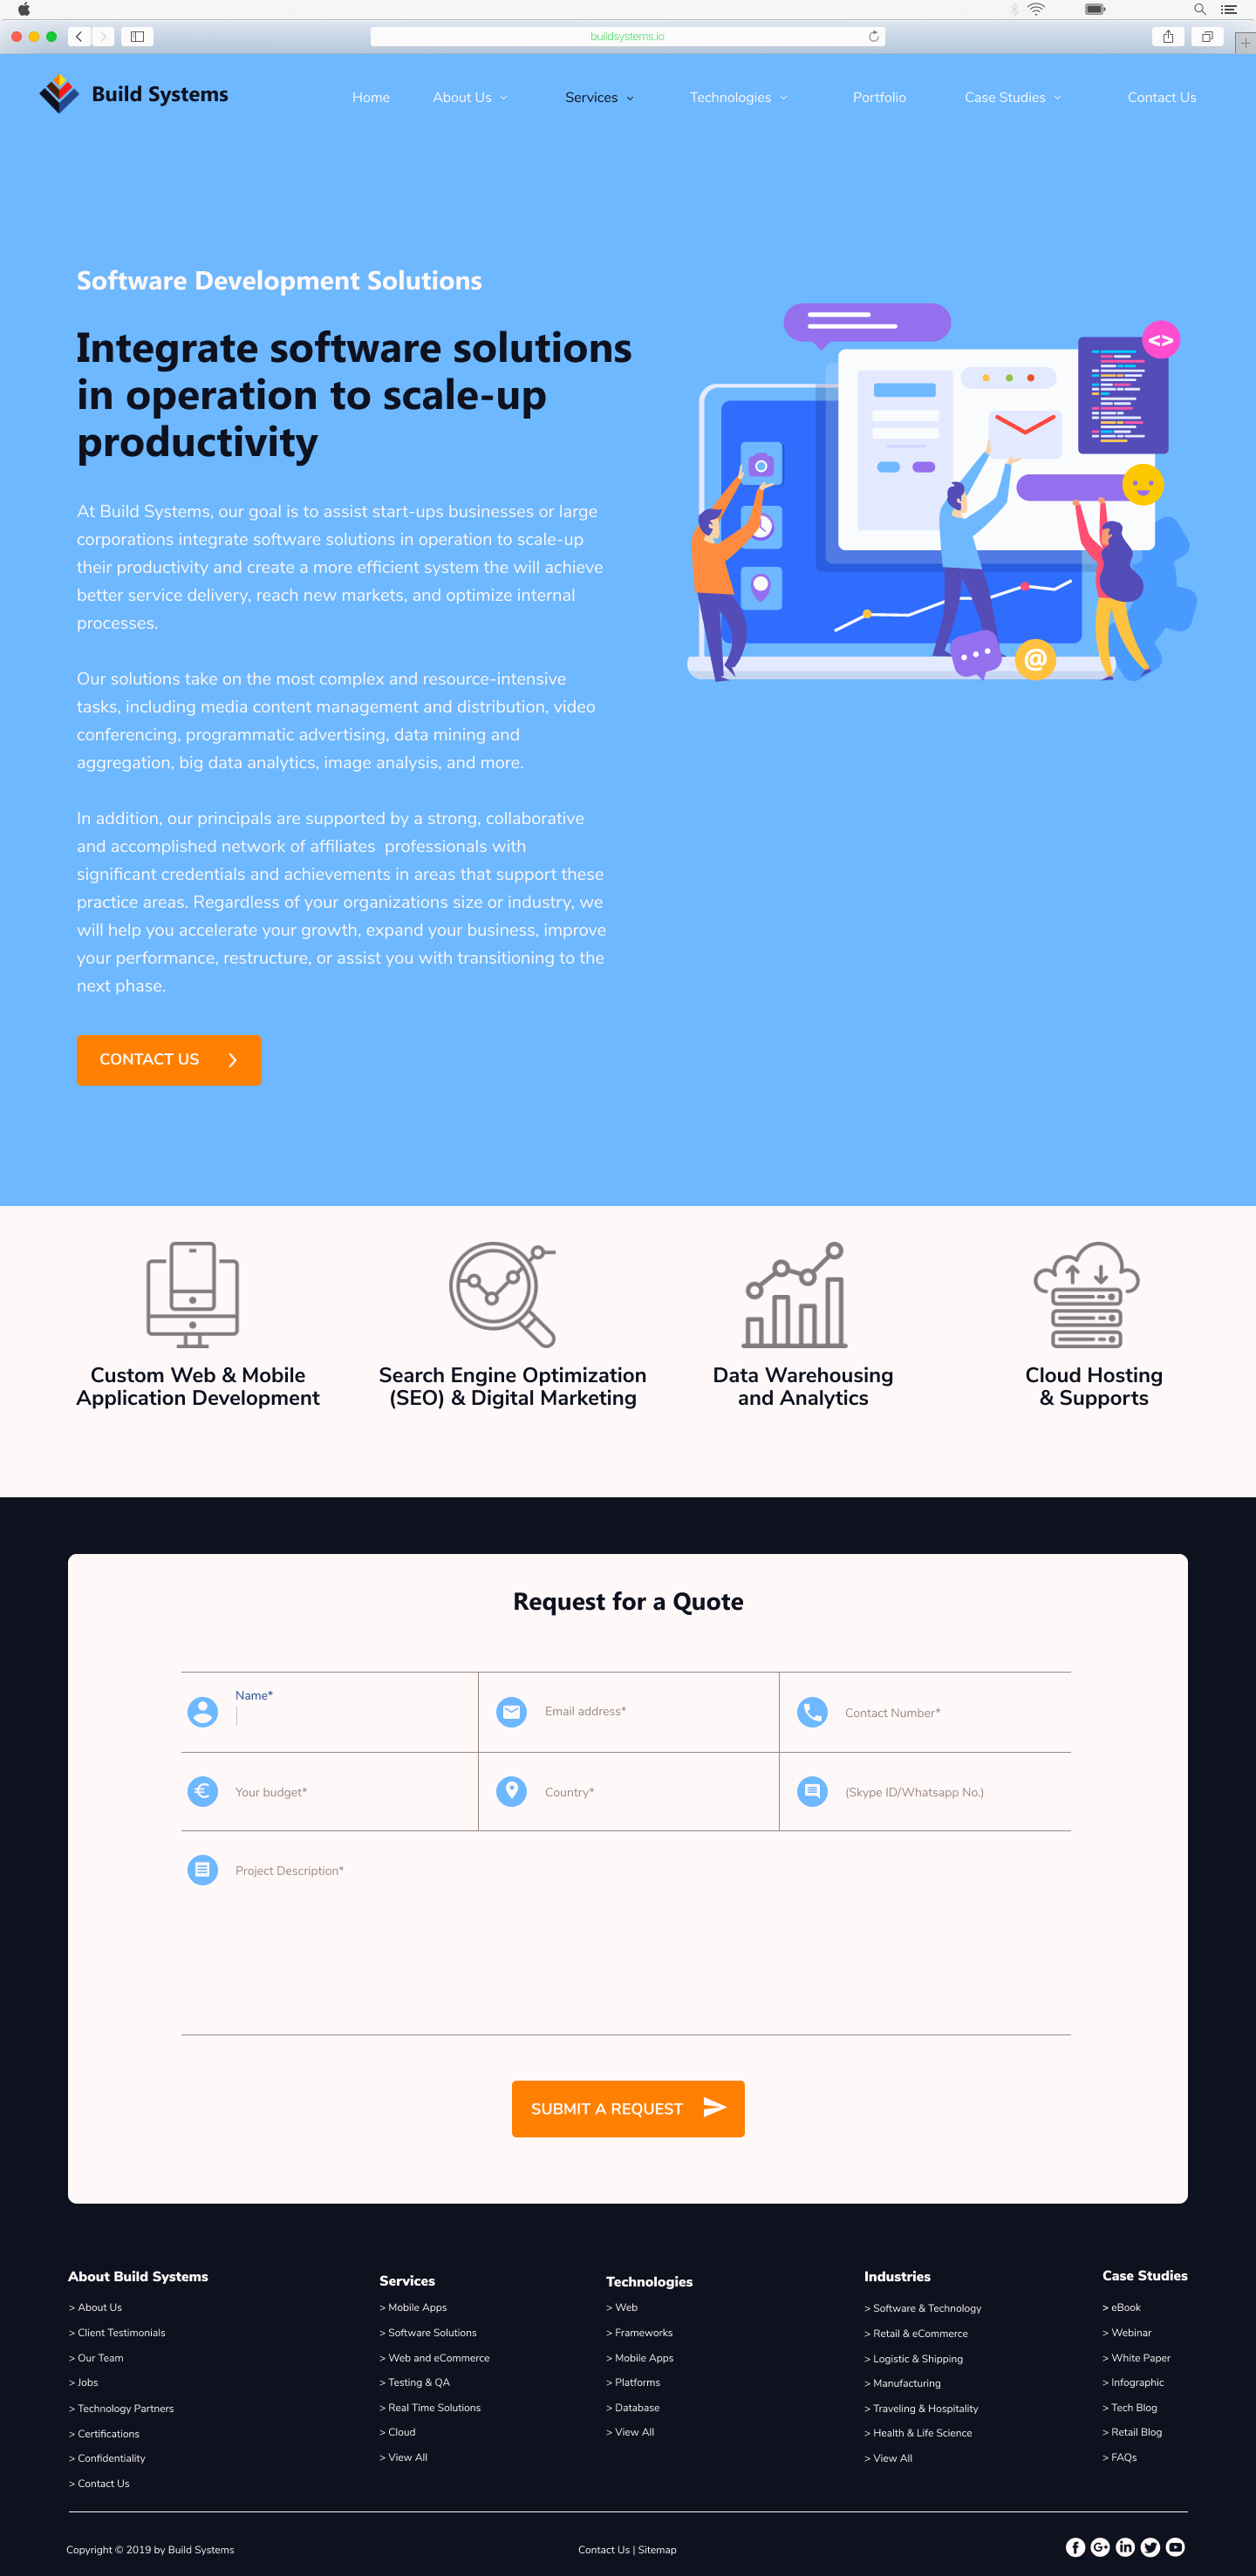 buildsystems.io
Build Systems
Home
About Us
Services
Technologies
Portfolio
Case Studies
Contact Us
Software Development Solutions
Integrate software solutions
in operation to scale-up
productivity
At Build Systems, our goal is to assist start-ups businesses or large
corporations integrate software solutions in operation to scale-up
their productivity and create a more efficient system the will achieve
better service delivery, reach new markets, and optimize internal
processes.
Our solutions take on the most complex and resource-intensive
tasks, including media content management and distribution, video
conferencing, programmatic advertising, data mining and
aggregation, big data analytics, image analysis, and more.
In addition, our principals are supported by a strong, collaborative
and accomplished network of affiliates  professionals with
significant credentials and achievements in areas that support these
practice areas. Regardless of your organizations size or industry, we
will help you accelerate your growth, expand your business, improve
your performance, restructure, or assist you with transitioning to the
next phase.
CONTACT US
<>
@
Custom Web & Mobile
Application Development
Search Engine Optimization
(SEO) & Digital Marketing
Data Warehousing
and Analytics
Cloud Hosting
& Supports
Request for a Quote
Name*
Email address*
Contact Number*
€
Your budget*
Country*
(Skype ID/Whatsapp No.)
Project Description*
SUBMIT A REQUEST
About Build Systems
> About Us
> Client Testimonials
> Our Team
> Jobs
> Technology Partners
> Certifications
> Confidentiality
> Contact Us
Services
> Mobile Apps
> Software Solutions
> Web and eCommerce
> Testing & QA
> Real Time Solutions
> Cloud
> View All
Technologies
> Web
> Frameworks
> Mobile Apps
> Platforms
> Database
> View All
Industries
> Software & Technology
> Retail & eCommerce
> Logistic & Shipping
> Manufacturing
> Traveling & Hospitality
> Health & Life Science
> View All
Case Studies
> eBook
> Webinar
> White Paper
> Infographic
> Tech Blog
> Retail Blog
> FAQs
Copyright © 2019 by Build Systems
Contact Us | Sitemap